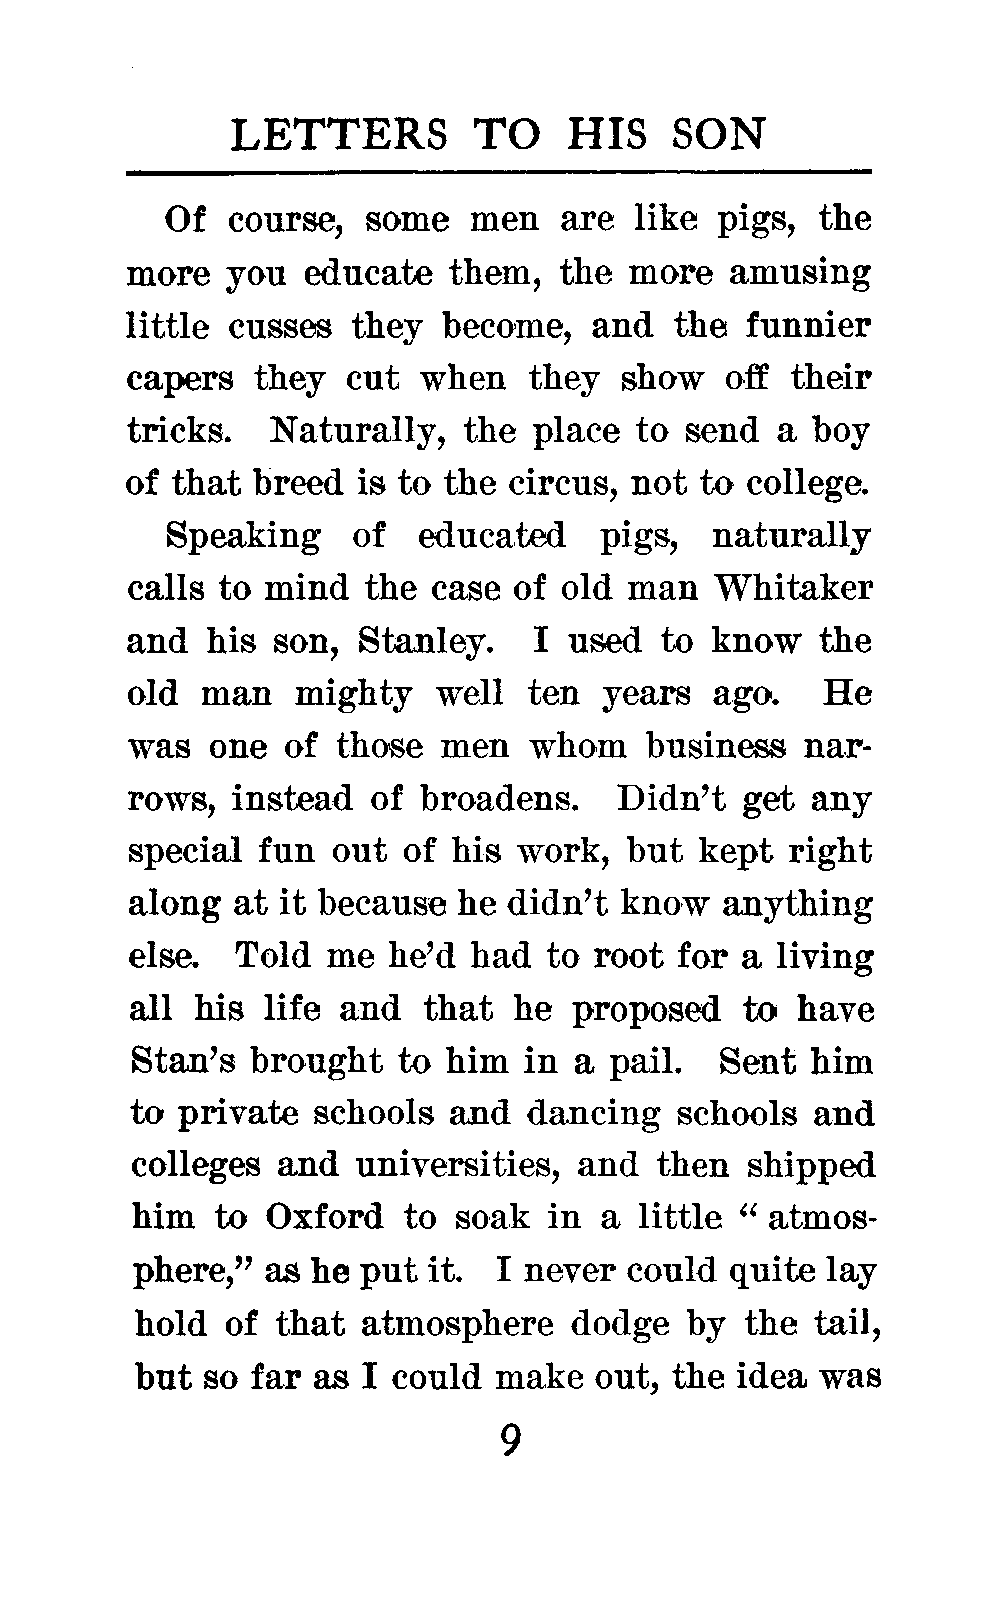 LETTERS TO HIS SON
Of course, some men are like pigs, the
more you educate them, the more amusing
little cusses they become, and the funnier
capers they cut when they show off their
tricks. Naturally, the place to send a boy
of that breed is to the circus, not to college.
Speaking of educated pigs, naturally
calls to mind the case of old man Whitaker
and his son, Stanley. I used to know the
old man mighty well ten years ago. He
was one of those men whom business nar-
rows, instead of broadens. Didn't get any
special fun out of his work, but kept right
along at it because he didn't know anything
else. Told me he'd had to root for a living
all his life and that he proposed to have
Stan's brought to him in a pail. Sent him
to private schools and dancing schools and
colleges and universities, and then shipped
him to Oxford to soak in a little “ atmos-
phere,” as he put it. I never could quite lay
hold of that atmosphere dodge by the tail,
but so far as I could make out, the idea was
9